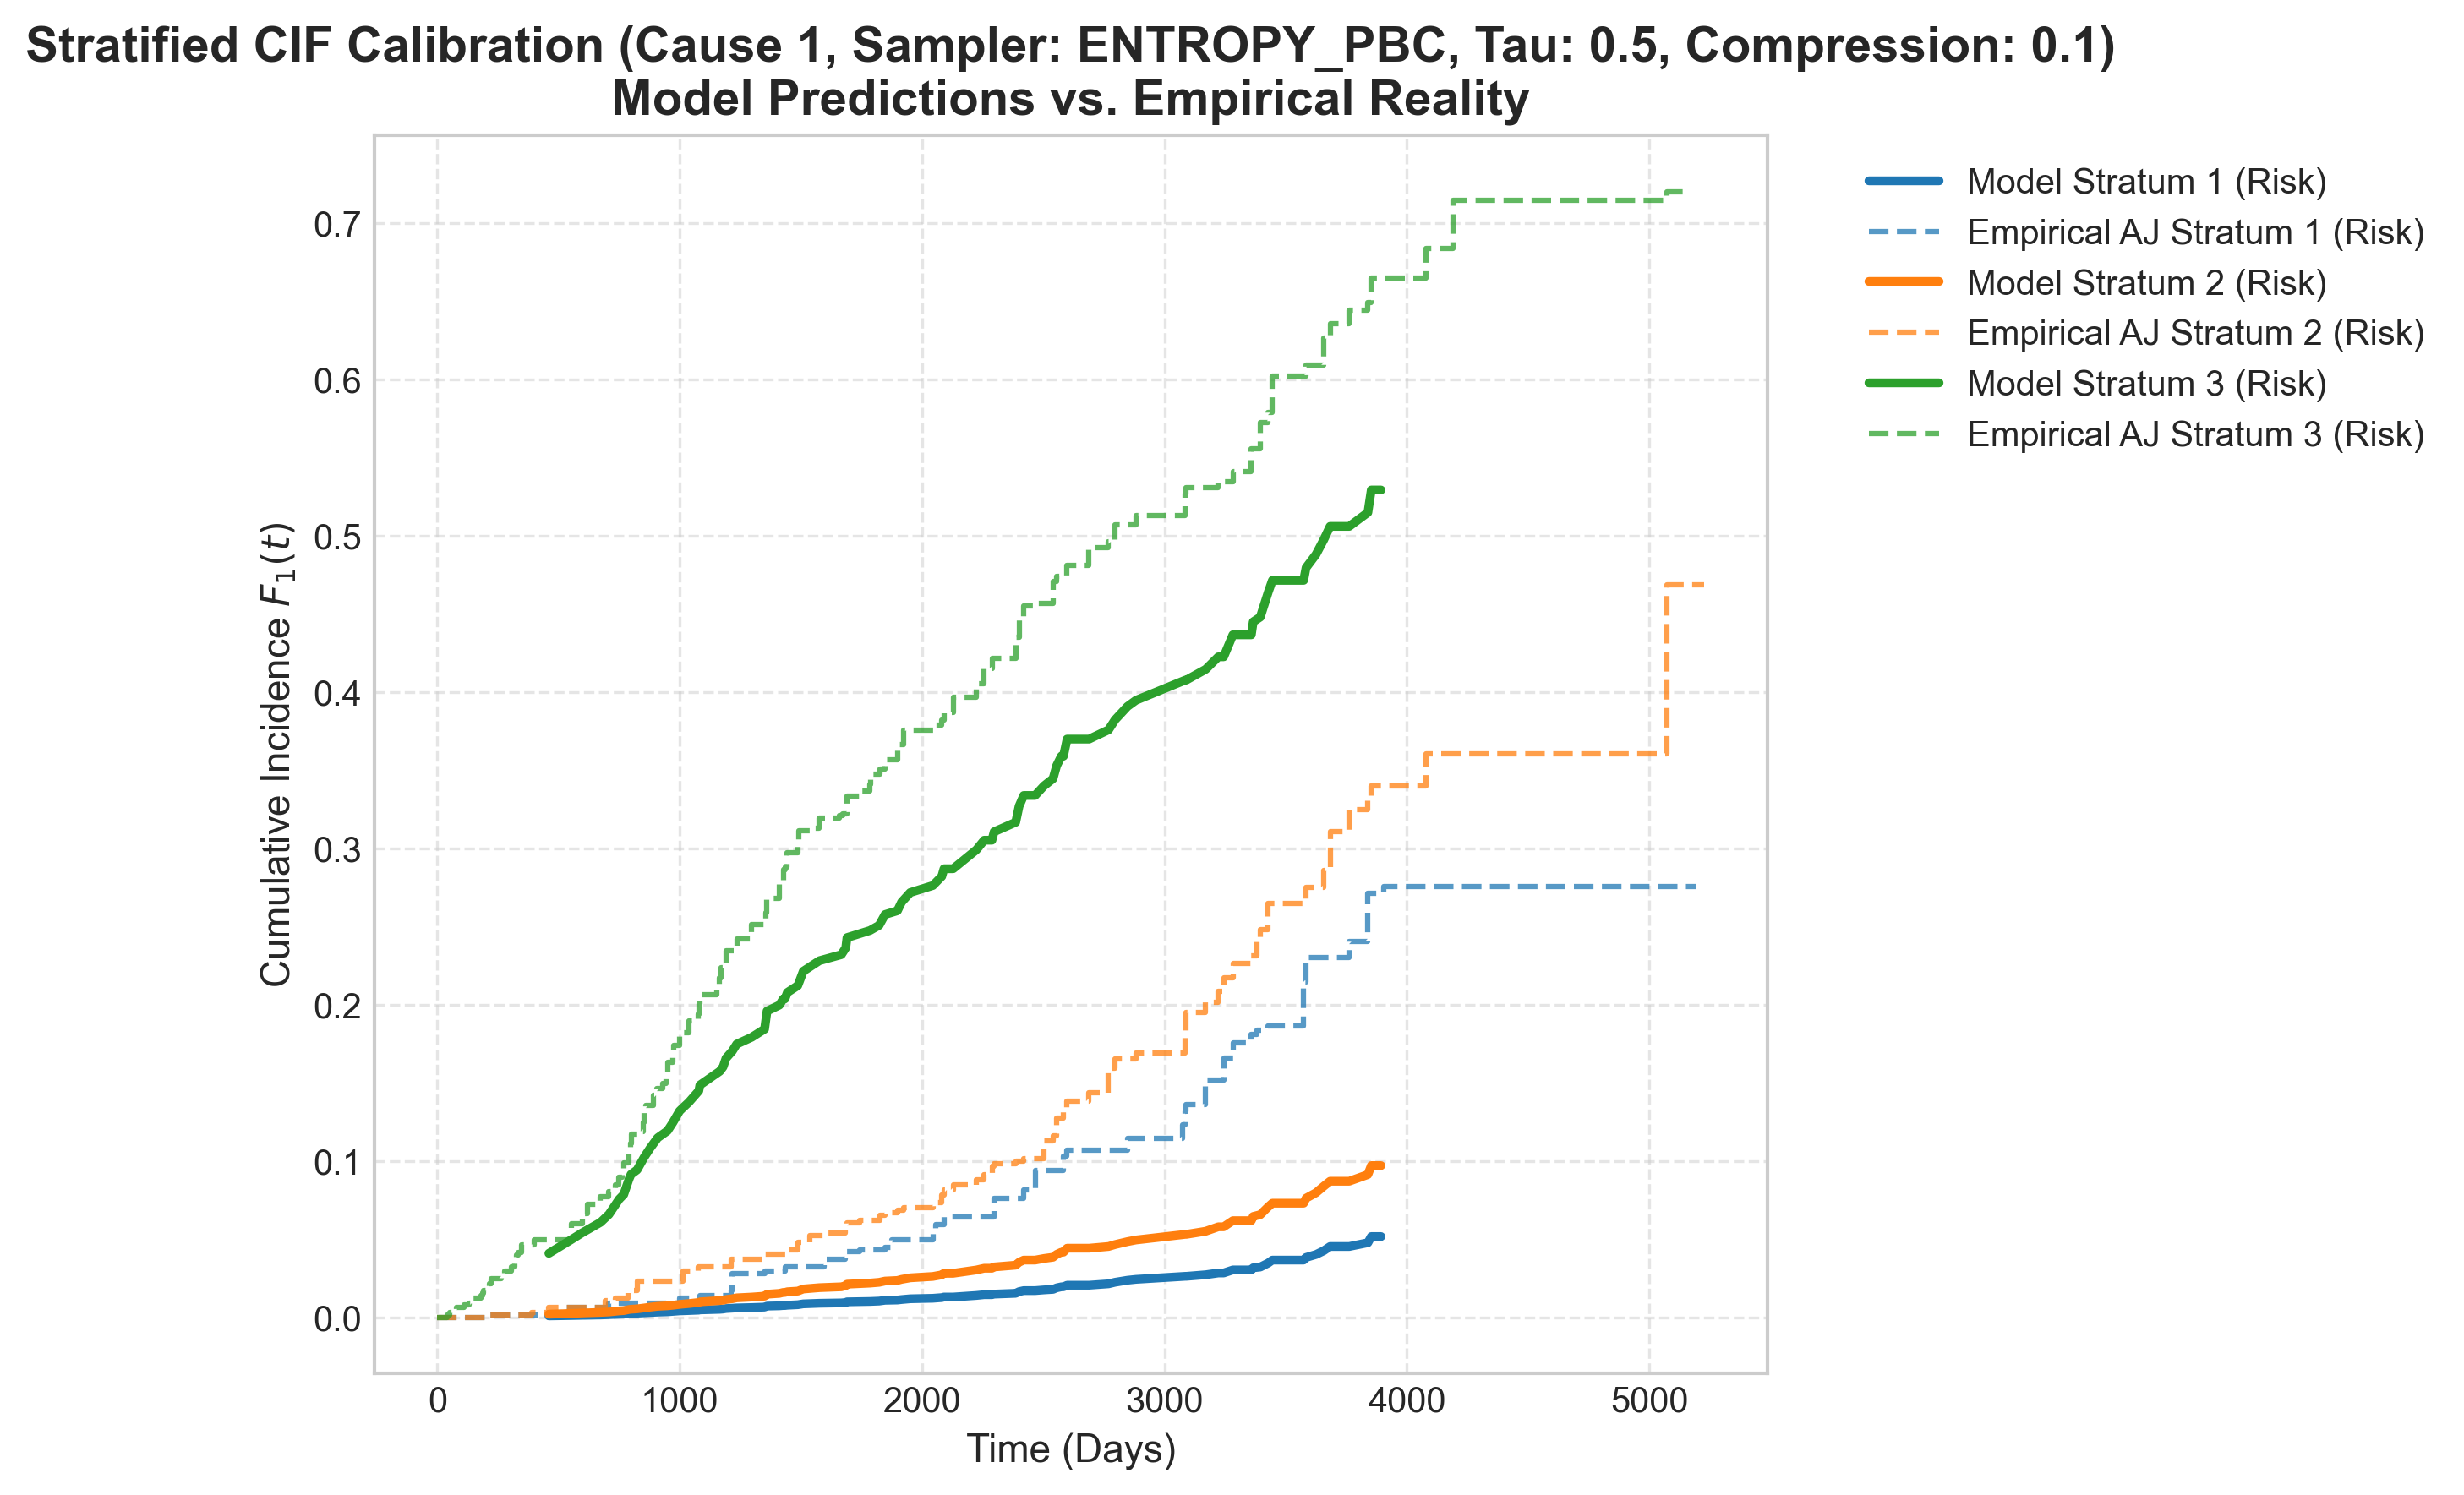 Stratified CIF Calibration (Cause 1, Sampler: ENTROPY_PBC, Tau: 0.5, Compression: 0.1)
Model Predictions vs. Empirical Reality
Model Stratum 1 (Risk)
Empirical AJ Stratum 1 (Risk)
Model Stratum 2 (Risk)
Empirical AJ Stratum 2 (Risk)
Model Stratum 3 (Risk)
Empirical AJ Stratum 3 (Risk)
Cumulative Incidence F₁(t)
0.7
0.6
0.5
0.4
0.3
0.2
0.1
0.0
0 1000 2000 3000 4000 5000
Time (Days)